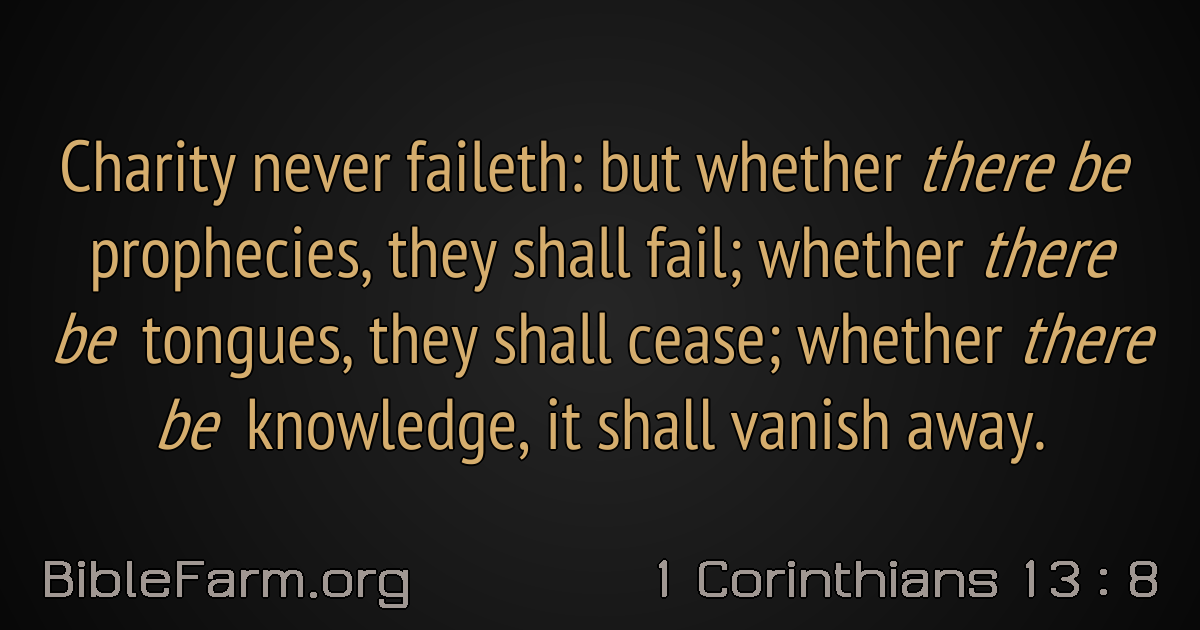 Charity never faileth: but whether there be
prophecies, they shall fail; whether there
be tongues, they shall cease; whether there
be knowledge, it shall vanish away.
BibleFarm.org
1 Corinthians 13 : 8